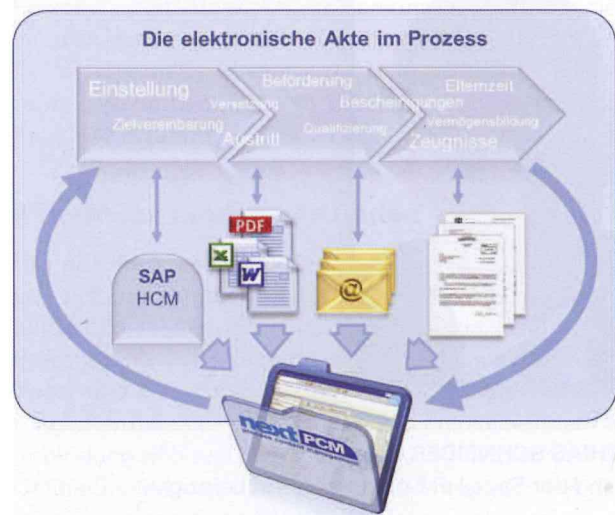 Die elektronische Akte im Prozess
Einstellung
Zielvereinbarung
Versetzung
Austritt
Beförderung
Bescheinigungen
Qualifizierung
Elternzeit
Vermögensbildung
Zeugnisse
PDF
X
W
@
SAP
HCM
next PCM